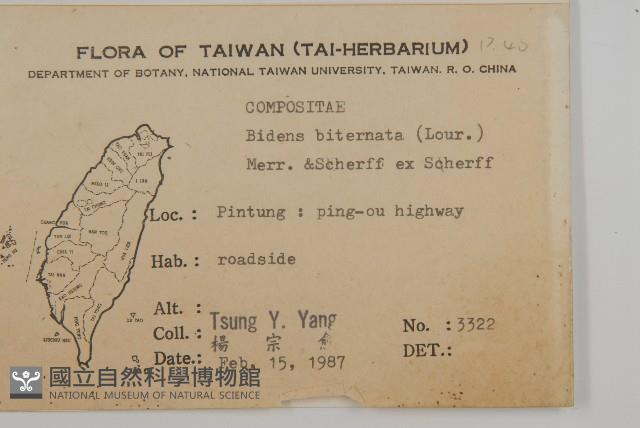 FLORA OF TAIWAN (TAI-HERBARIUM)
DEPARTMENT OF BOTANY, NATIONAL TAIWAN UNIVERSITY, TAIWAN. R. O. CHINA
COMPOSITAE
Bidens biternata (Lour.)
Merr. &Scherff ex Scherff
Loc. : Pintung : ping-ou highway
Hab. : roadside
Alt. :
Coll. : Tsung Y. Yang No. : 3322
楊 宗
Date.: Feb. 15, 1987 DET.:
國立自然科學博物館
NATIONAL MUSEUM OF NATURAL SCIENCE